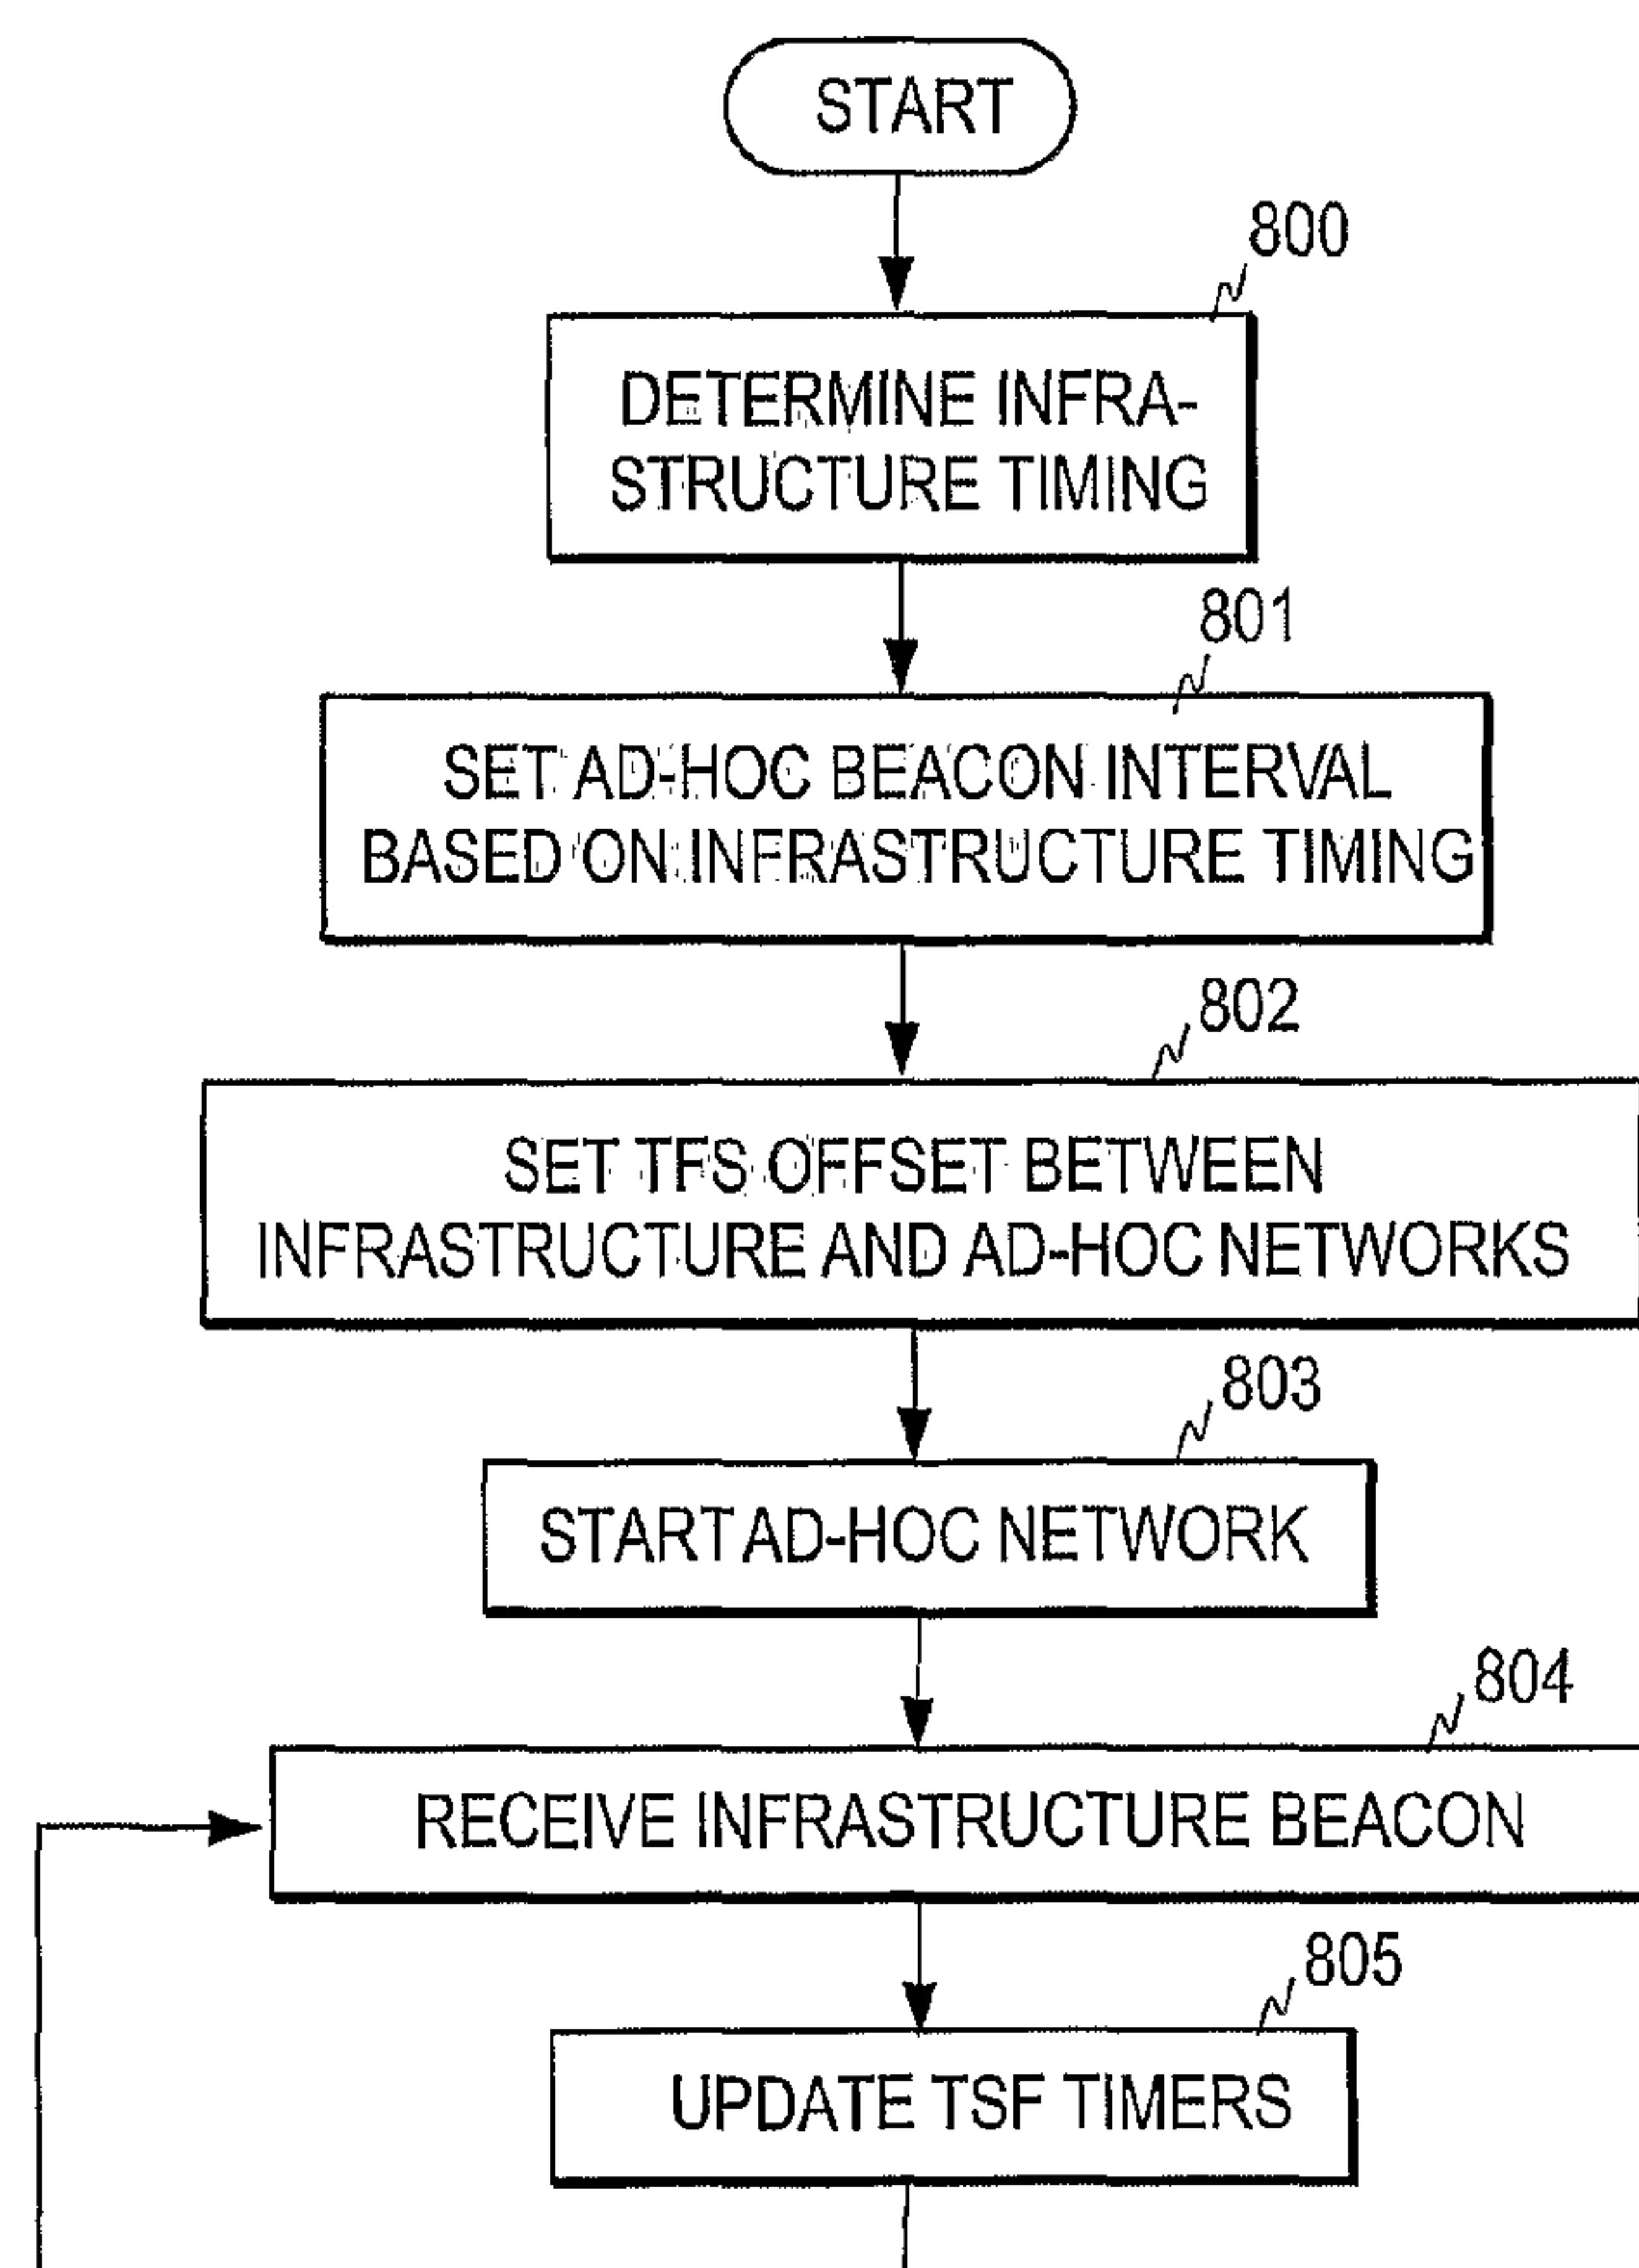 START
800
DETERMINE INFRA-
STRUCTURE TIMING
801
SET AD-HOC BEACON INTERVAL
BASED ON INFRASTRUCTURE TIMING
802
SET TFS OFFSET BETWEEN
INFRASTRUCTURE AND AD-HOC NETWORKS
803
START AD-HOC NETWORK
804
RECEIVE INFRASTRUCTURE BEACON
805
UPDATE TSF TIMERS